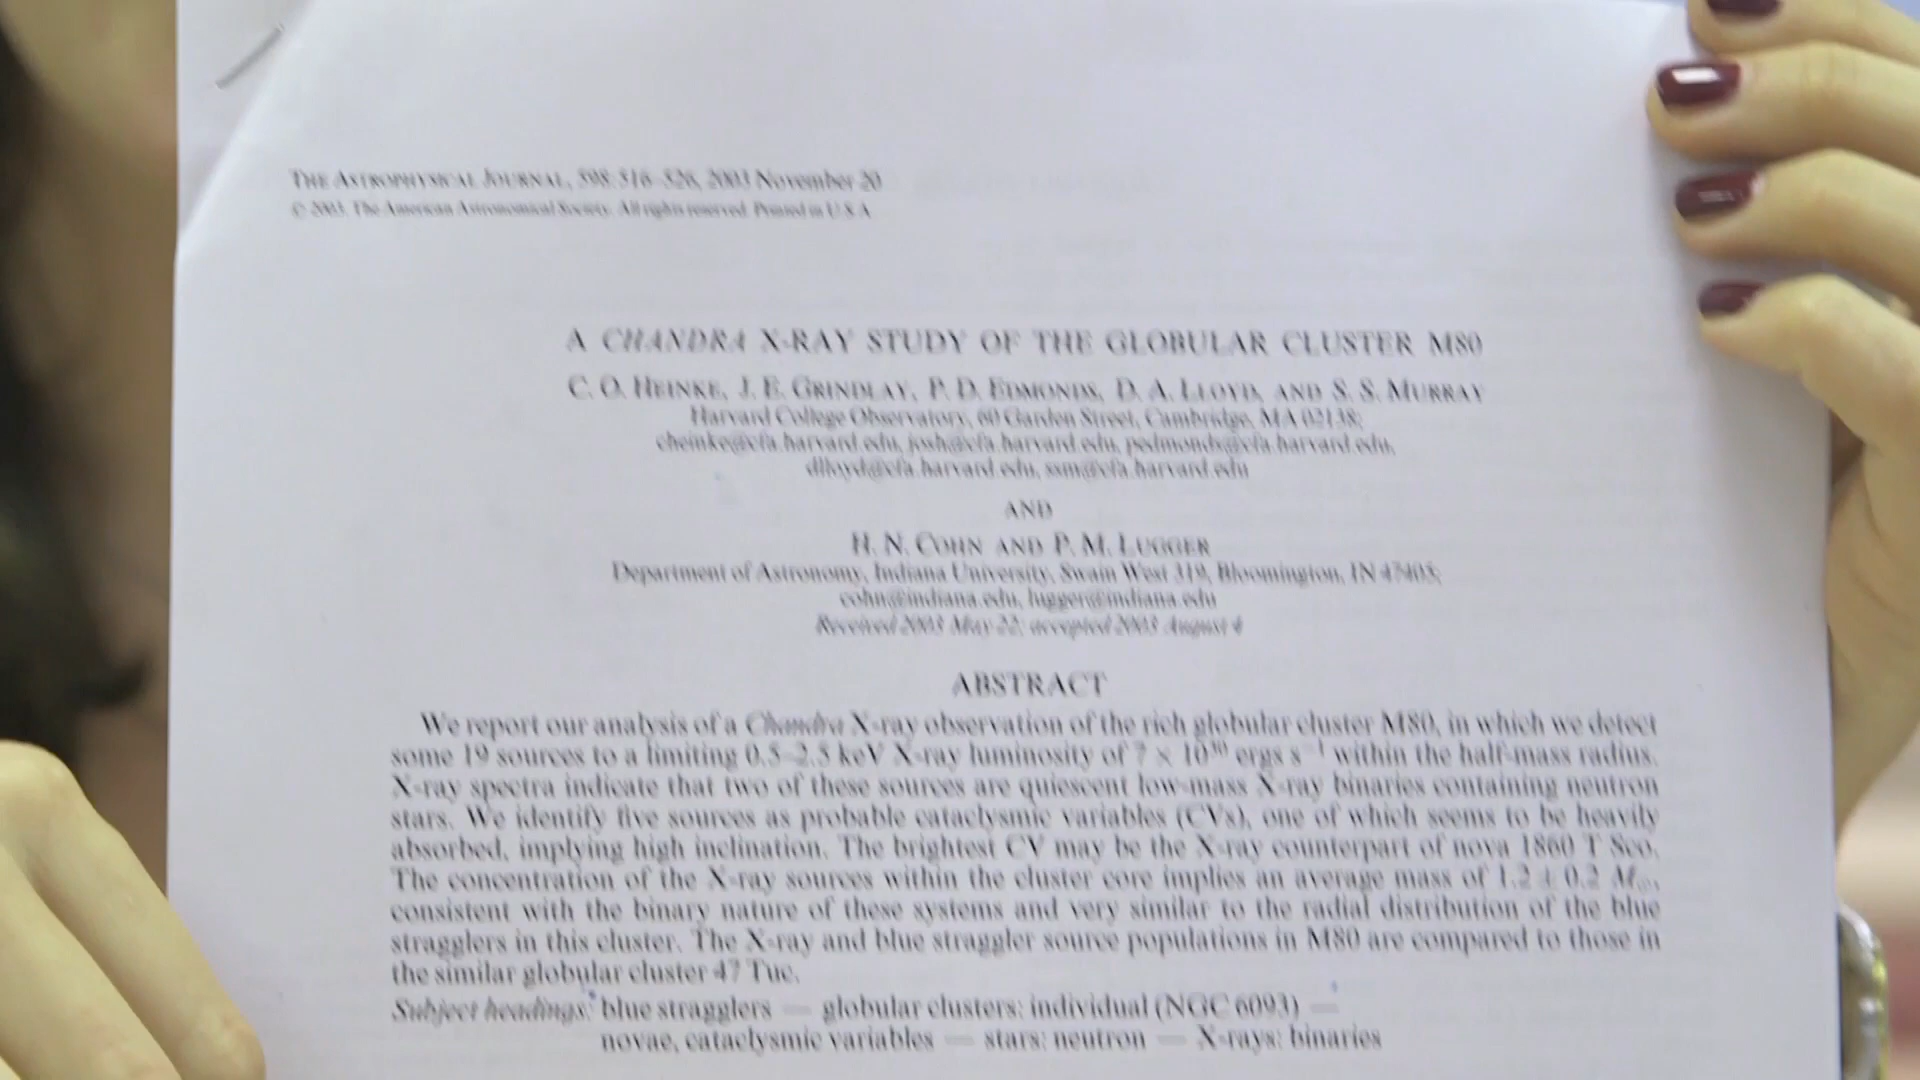 THE ASTROPHYSICAL JOURNAL, 598:516–526, 2003 November 20
© 2003. The American Astronomical Society. All rights reserved. Printed in U.S.A.
A CHANDRA X-RAY STUDY OF THE GLOBULAR CLUSTER M80
C. O. HEINKE, J. E. GRINDLAY, P. D. EDMONDS, D. A. LLOYD, AND S. S. MURRAY
Harvard College Observatory, 60 Garden Street, Cambridge, MA 02138;
cheinke@cfa.harvard.edu, josh@cfa.harvard.edu, pedmonds@cfa.harvard.edu,
dlloyd@cfa.harvard.edu, ssm@cfa.harvard.edu
AND
H. N. COHN AND P. M. LUGGER
Department of Astronomy, Indiana University, Swain West 319, Bloomington, IN 47405;
cohn@indiana.edu, lugger@indiana.edu
Received 2003 May 22; accepted 2003 August 4
ABSTRACT
We report our analysis of a Chandra X-ray observation of the rich globular cluster M80, in which we detect
some 19 sources to a limiting 0.5–2.5 keV X-ray luminosity of 7 × 10³⁰ ergs s⁻¹ within the half-mass radius.
X-ray spectra indicate that two of these sources are quiescent low-mass X-ray binaries containing neutron
stars. We identify five sources as probable cataclysmic variables (CVs), one of which seems to be heavily
absorbed, implying high inclination. The brightest CV may be the X-ray counterpart of nova 1860 T Sco.
The concentration of the X-ray sources within the cluster core implies an average mass of 1.2 ± 0.2 M☉,
consistent with the binary nature of these systems and very similar to the radial distribution of the blue
stragglers in this cluster. The X-ray and blue straggler source populations in M80 are compared to those in
the similar globular cluster 47 Tuc.
Subject headings: blue stragglers — globular clusters: individual (NGC 6093) —
novae, cataclysmic variables — stars: neutron — X-rays: binaries